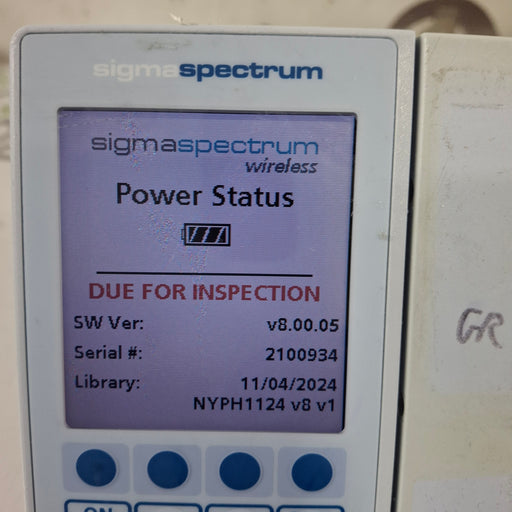 sigmaspectrum
sigmaspectrum
wireless
Power Status
DUE FOR INSPECTION
SW Ver: v8.00.05
Serial #: 2100934
Library: 11/04/2024
NYPH1124 v8 v1
GR
ON